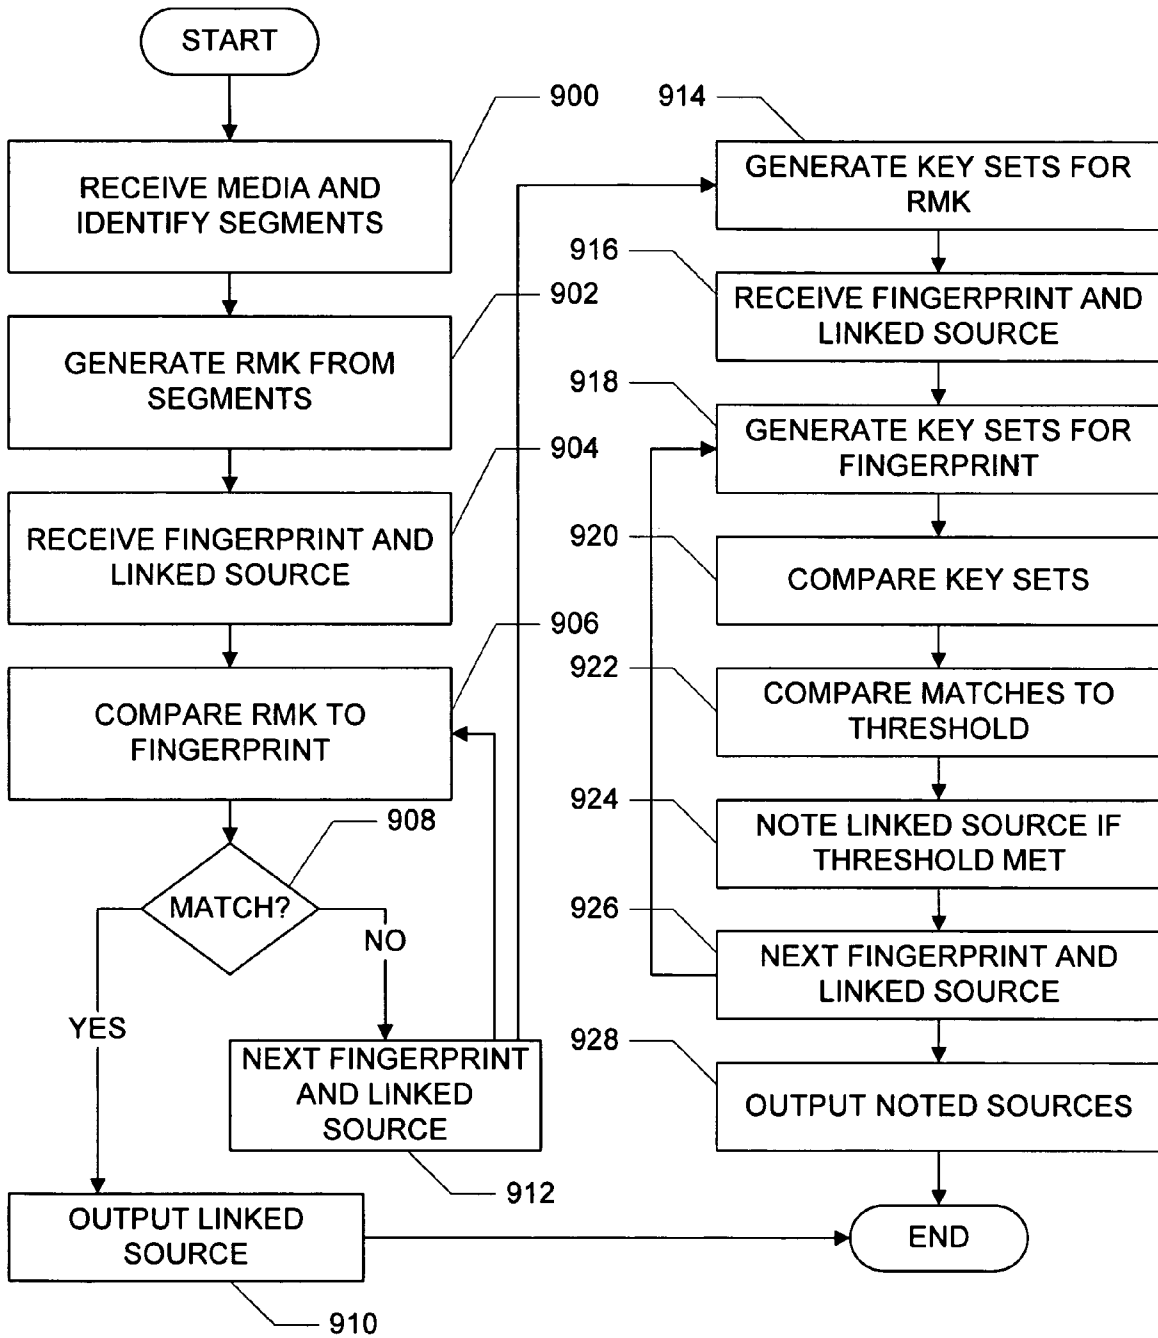 START
900
RECEIVE MEDIA AND
IDENTIFY SEGMENTS
902
GENERATE RMK FROM
SEGMENTS
904
RECEIVE FINGERPRINT AND
LINKED SOURCE
906
COMPARE RMK TO
FINGERPRINT
908
MATCH?
NO
YES
NEXT FINGERPRINT
AND LINKED
SOURCE
912
OUTPUT LINKED
SOURCE
910
914
GENERATE KEY SETS FOR
RMK
916
RECEIVE FINGERPRINT AND
LINKED SOURCE
918
GENERATE KEY SETS FOR
FINGERPRINT
920
COMPARE KEY SETS
922
COMPARE MATCHES TO
THRESHOLD
924
NOTE LINKED SOURCE IF
THRESHOLD MET
926
NEXT FINGERPRINT AND
LINKED SOURCE
928
OUTPUT NOTED SOURCES
END